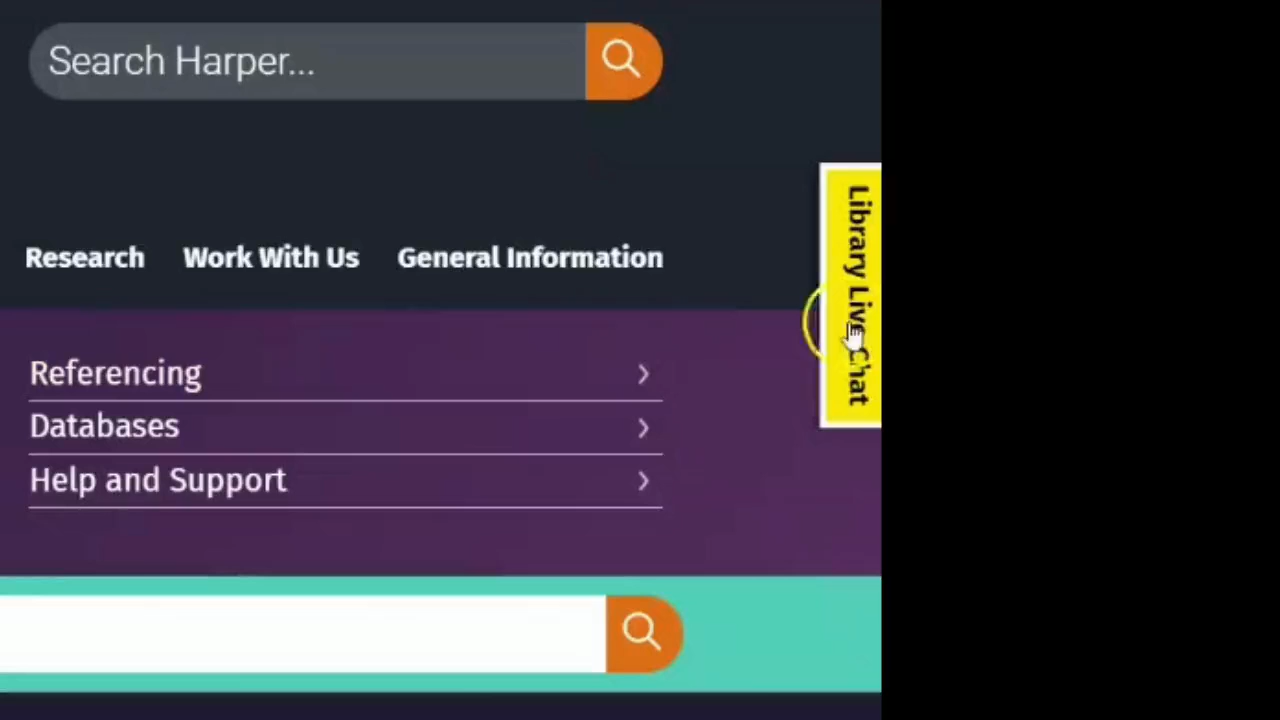 Search Harper...
Research Work With Us General Information
Library Live Chat
Referencing
Databases
Help and Support